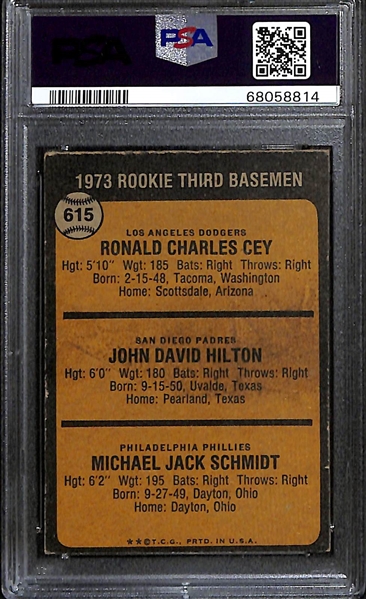 PSA
68058814
1973 ROOKIE THIRD BASEMEN
615
LOS ANGELES DODGERS
RONALD CHARLES CEY
Hgt: 5'10" Wgt: 185 Bats: Right Throws: Right
Born: 2-15-48, Tacoma, Washington
Home: Scottsdale, Arizona
SAN DIEGO PADRES
JOHN DAVID HILTON
Hgt: 6'0" Wgt: 180 Bats: Right Throws: Right
Born: 9-15-50, Uvalde, Texas
Home: Pearland, Texas
PHILADELPHIA PHILLIES
MICHAEL JACK SCHMIDT
Hgt: 6'2" Wgt: 195 Bats: Right Throws: Right
Born: 9-27-49, Dayton, Ohio
Home: Dayton, Ohio
★★©T.C.G., PRTD. IN U.S.A.